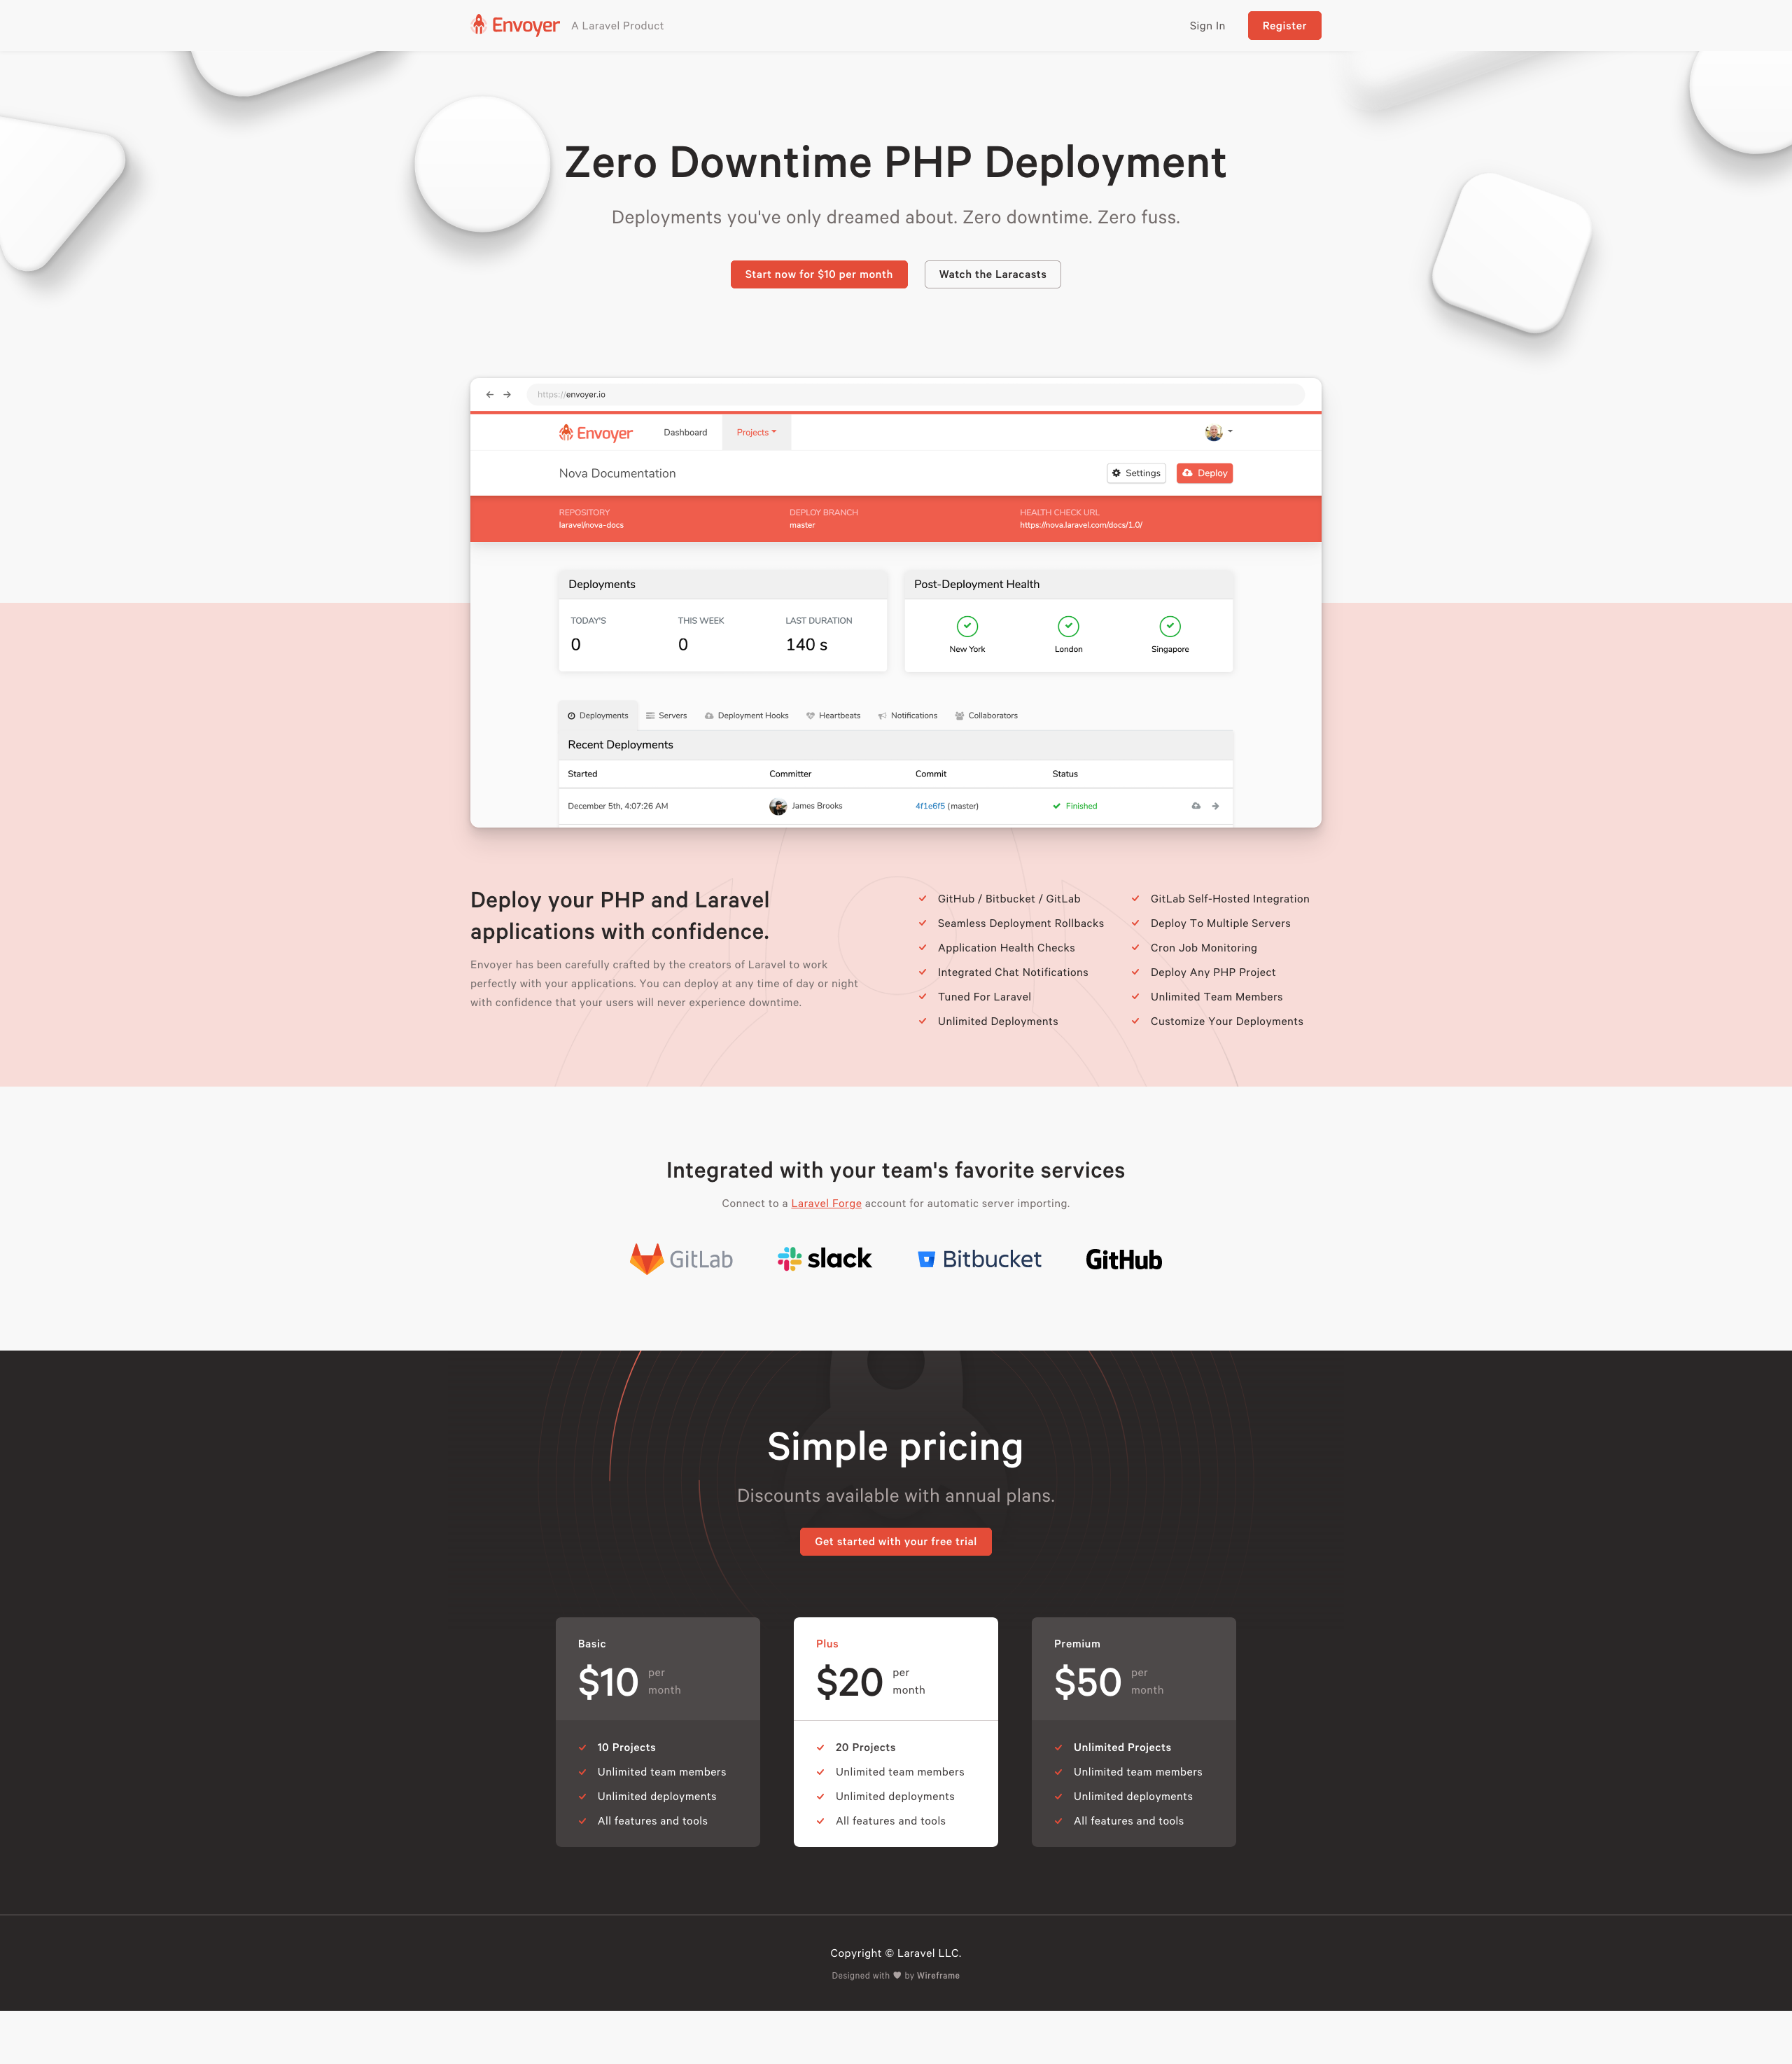 Envoyer A Laravel Product Sign In Register
Zero Downtime PHP Deployment
Deployments you've only dreamed about. Zero downtime. Zero fuss.
Start now for $10 per month Watch the Laracasts
https://envoyer.io
Envoyer Dashboard Projects
Nova Documentation Settings Deploy
REPOSITORY DEPLOY BRANCH HEALTH CHECK URL
laravel/nova-docs master https://nova.laravel.com/docs/1.0/
Deployments Post-Deployment Health
TODAY'S THIS WEEK LAST DURATION
0 0 140 s
New York London Singapore
Deployments Servers Deployment Hooks Heartbeats Notifications Collaborators
Recent Deployments
Started Committer Commit Status
December 5th, 4:07:26 AM James Brooks 4f1e6f5 (master) Finished
Deploy your PHP and Laravel
applications with confidence.
Envoyer has been carefully crafted by the creators of Laravel to work
perfectly with your applications. You can deploy at any time of day or night
with confidence that your users will never experience downtime.
GitHub / Bitbucket / GitLab
Seamless Deployment Rollbacks
Application Health Checks
Integrated Chat Notifications
Tuned For Laravel
Unlimited Deployments
GitLab Self-Hosted Integration
Deploy To Multiple Servers
Cron Job Monitoring
Deploy Any PHP Project
Unlimited Team Members
Customize Your Deployments
Integrated with your team's favorite services
Connect to a Laravel Forge account for automatic server importing.
GitLab slack Bitbucket GitHub
Simple pricing
Discounts available with annual plans.
Get started with your free trial
Basic
$10 per month
10 Projects
Unlimited team members
Unlimited deployments
All features and tools
Plus
$20 per month
20 Projects
Unlimited team members
Unlimited deployments
All features and tools
Premium
$50 per month
Unlimited Projects
Unlimited team members
Unlimited deployments
All features and tools
Copyright © Laravel LLC.
Designed with ♥ by Wireframe